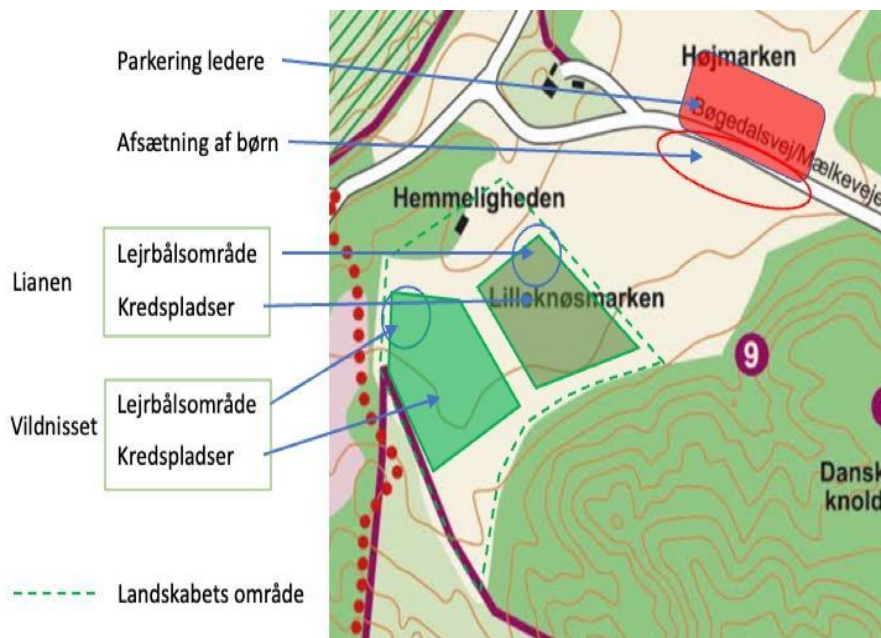 Parkering ledere
Afsætning af børn
Lianen
Lejrbålsområde
Kredspladser
Vildnisset
Lejrbålsområde
Kredspladser
Landskabets område
Højmarken
Bøgedalsvej/Mælkeveje
Hemmeligheden
Lilleknøsmarken
9
Dansk
knold